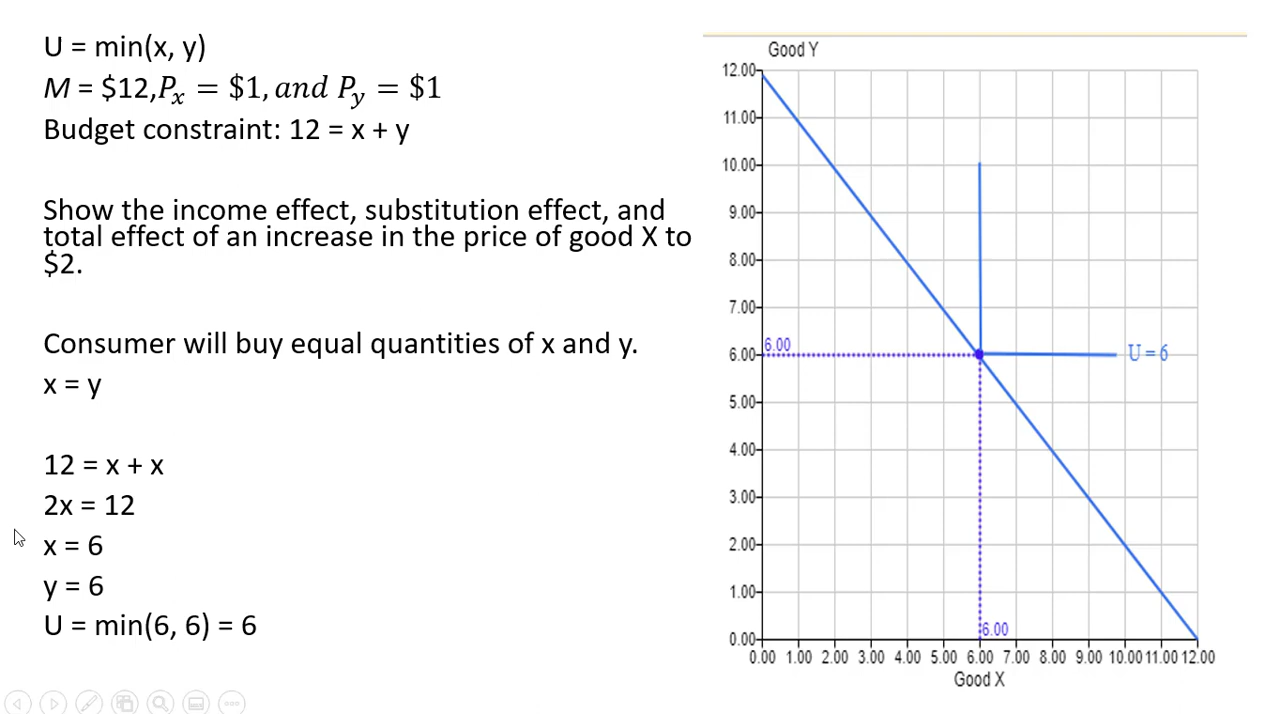 U = min(x, y)
M = $12,Pₓ = $1, and Pᵧ = $1
Budget constraint: 12 = x + y
Show the income effect, substitution effect, and
total effect of an increase in the price of good X to
$2.
Consumer will buy equal quantities of x and y.
x = y
12 = x + x
2x = 12
x = 6
y = 6
U = min(6, 6) = 6
Good Y
12.00
11.00
10.00
9.00
8.00
7.00
6.00
5.00
4.00
3.00
2.00
1.00
0.00
6.00
U = 6
6.00
0.00 1.00 2.00 3.00 4.00 5.00 6.00 7.00 8.00 9.00 10.00 11.00 12.00
Good X